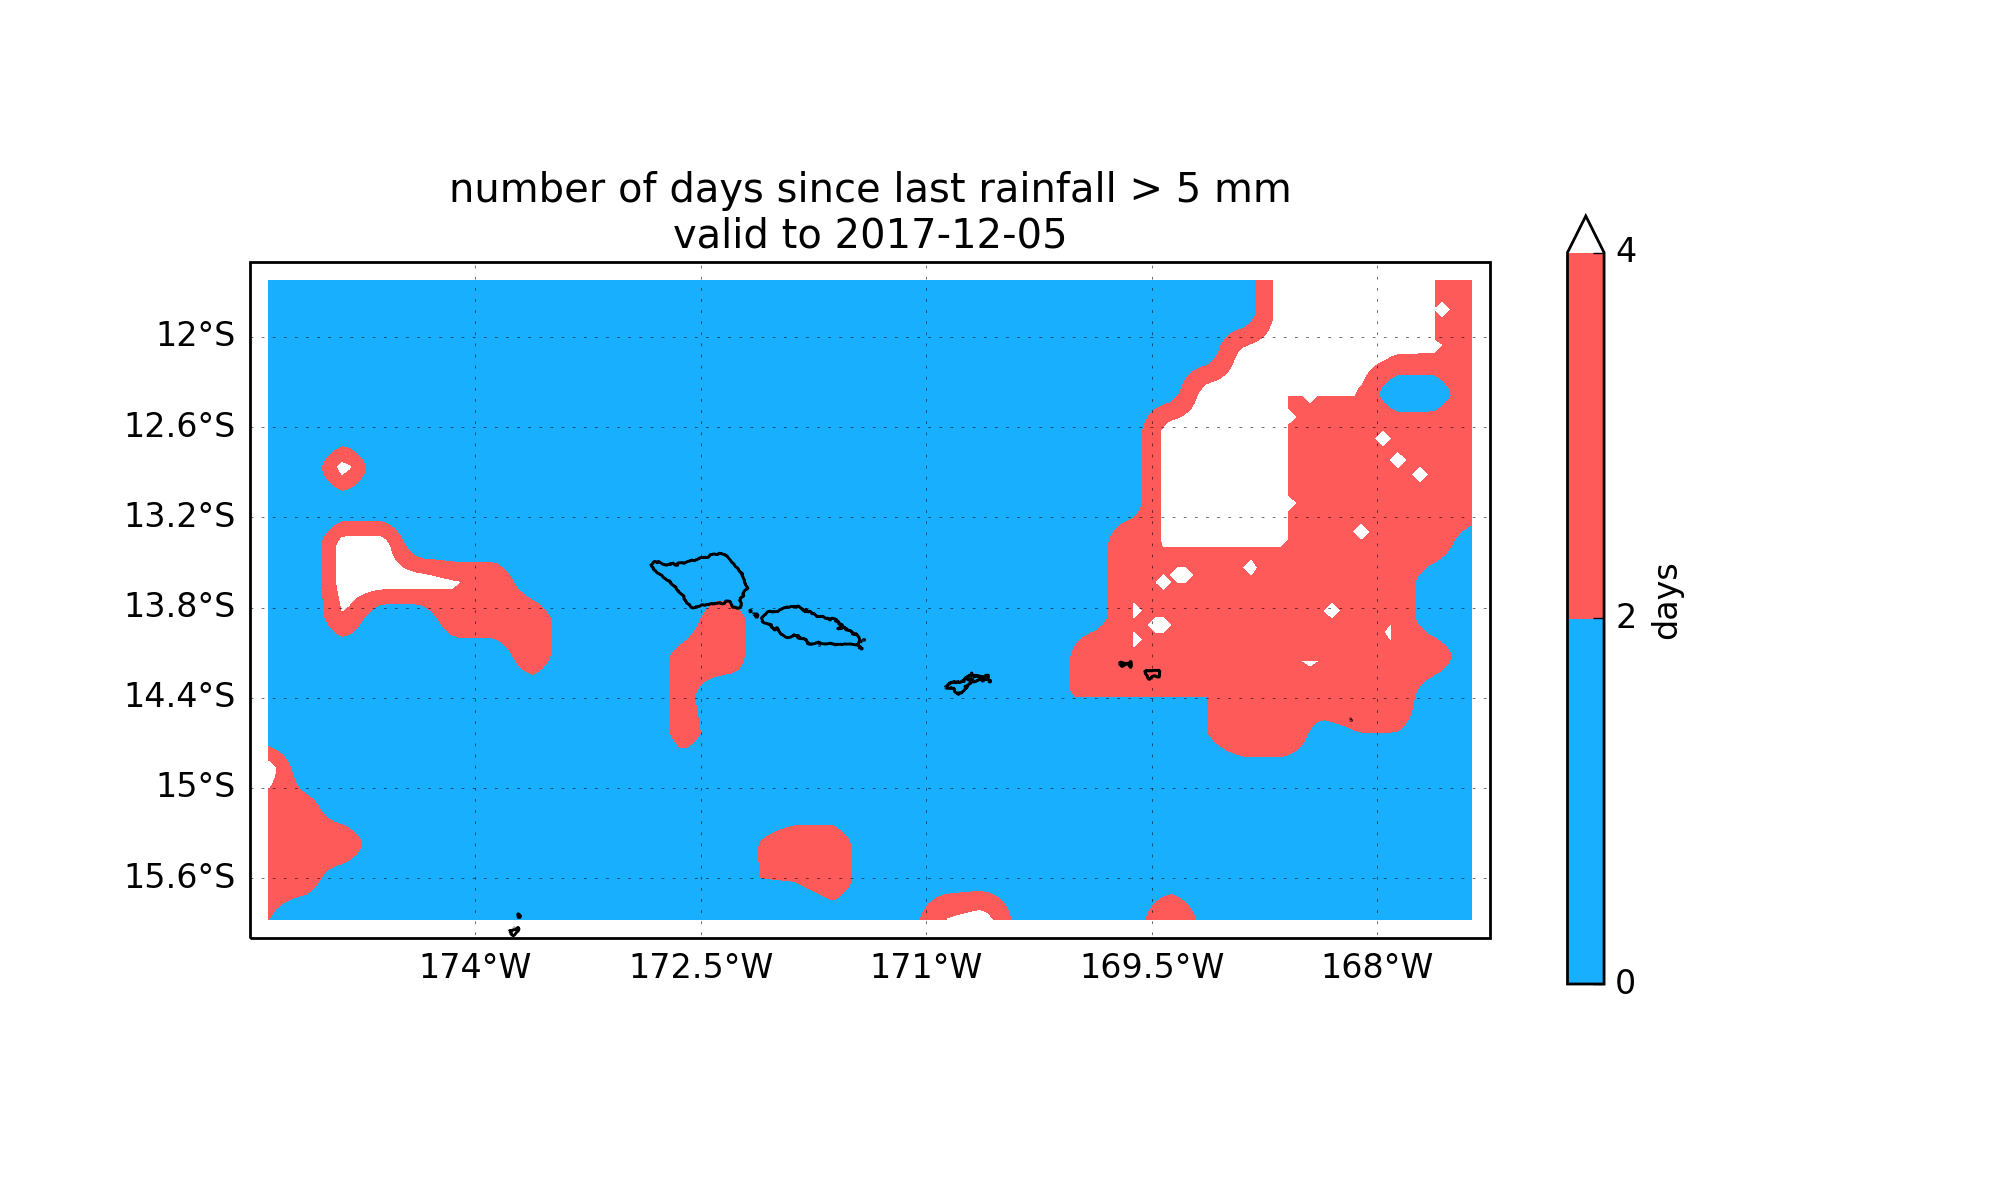 number of days since last rainfall > 5 mm
valid to 2017-12-05
12°S
12.6°S
13.2°S
13.8°S
14.4°S
15°S
15.6°S
174°W 172.5°W 171°W 169.5°W 168°W
4
2
0
days